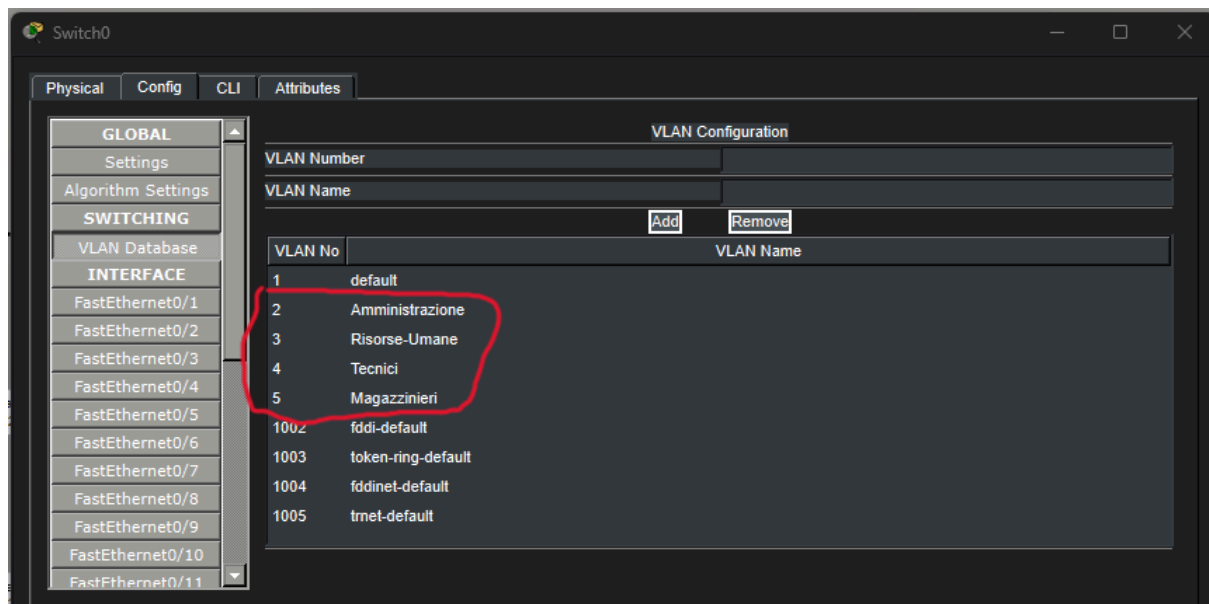 Switch0
Physical Config CLI Attributes
GLOBAL
Settings
Algorithm Settings
SWITCHING
VLAN Database
INTERFACE
FastEthernet0/1
FastEthernet0/2
FastEthernet0/3
FastEthernet0/4
FastEthernet0/5
FastEthernet0/6
FastEthernet0/7
FastEthernet0/8
FastEthernet0/9
FastEthernet0/10
FastEthernet0/11
VLAN Configuration
VLAN Number
VLAN Name
Add Remove
VLAN No VLAN Name
1 default
2 Amministrazione
3 Risorse-Umane
4 Tecnici
5 Magazzinieri
1002 fddi-default
1003 token-ring-default
1004 fddinet-default
1005 trnet-default